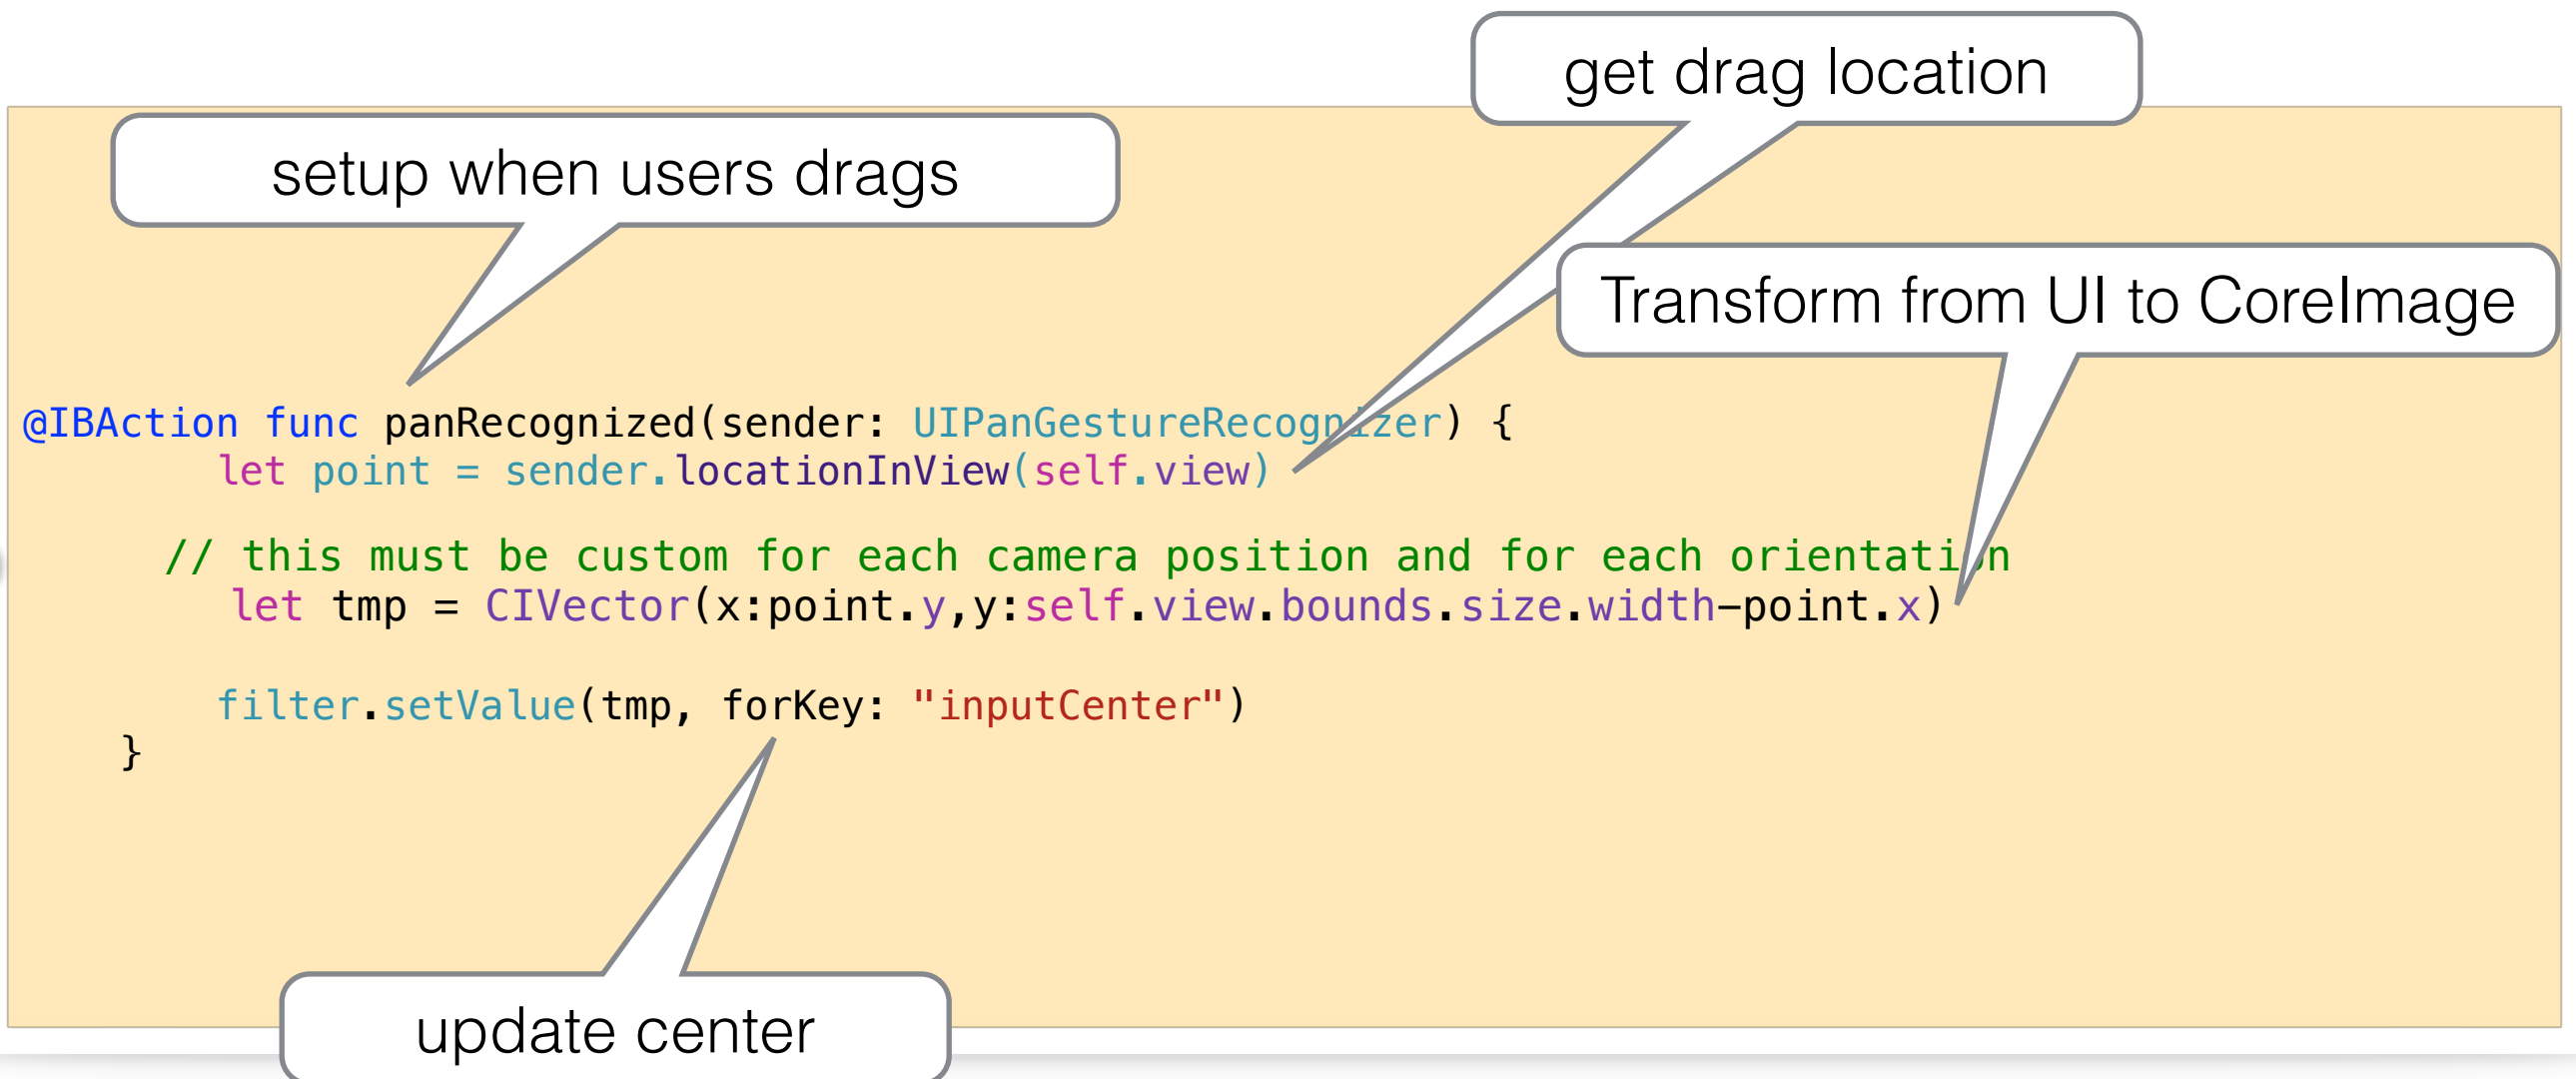 get drag location
setup when users drags
Transform from UI to CoreImage
@IBAction func panRecognized(sender: UIPanGestureRecognizer) {
let point = sender.locationInView(self.view)
// this must be custom for each camera position and for each orientation
let tmp = CIVector(x:point.y,y:self.view.bounds.size.width-point.x)
filter.setValue(tmp, forKey: "inputCenter")
}
update center